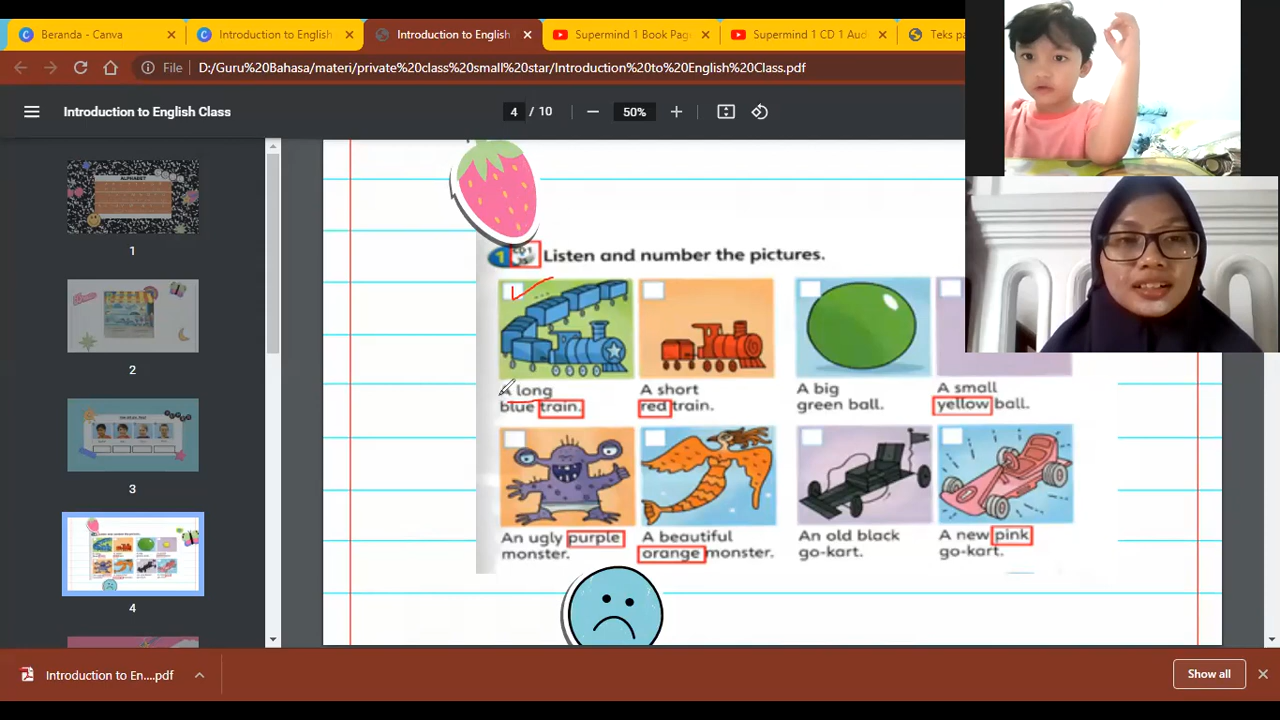 Beranda - Canva
Introduction to English
Introduction to English
Supermind 1 Book Page
Supermind 1 CD 1 Aud
Teks pa
File
D:/Guru%20Bahasa/materi/private%20class%20small%20star/Introduction%20to%20English%20Class.pdf
Introduction to English Class
4 / 10
50%
ALPHABET
1
2
3
4
1 CD1 Listen and number the pictures.
A long
blue train.
A short
red train.
A big
green ball.
A small
yellow ball.
An ugly purple
monster.
A beautiful
orange monster.
An old black
go-kart.
A new pink
go-kart.
Introduction to En....pdf
Show all